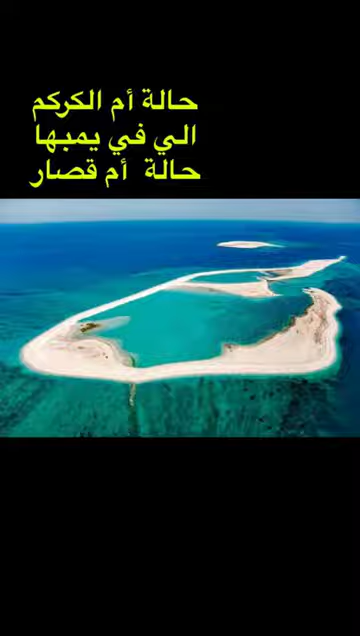 حالة أم الكركم
الي في يمبها
حالة أم قصار